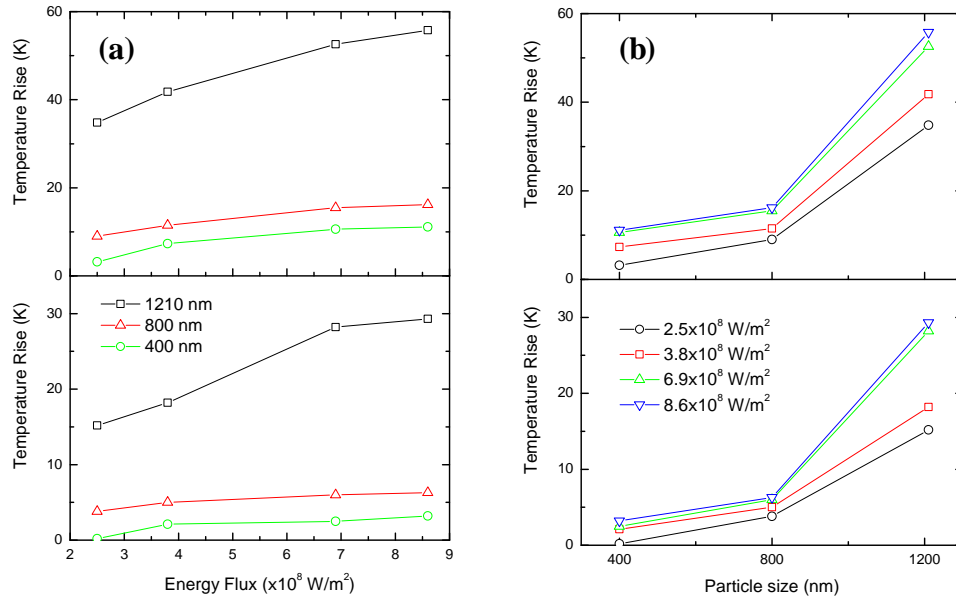 (a)
Temperature Rise (K)
60
50
40
30
20
10
0
Temperature Rise (K)
30
20
10
0
1210 nm
800 nm
400 nm
2 3 4 5 6 7 8 9
Energy Flux (x10⁸ W/m²)
(b)
Temperature Rise (K)
60
40
20
0
Temperature Rise (K)
30
20
10
0
2.5x10⁸ W/m²
3.8x10⁸ W/m²
6.9x10⁸ W/m²
8.6x10⁸ W/m²
400 800 1200
Particle size (nm)